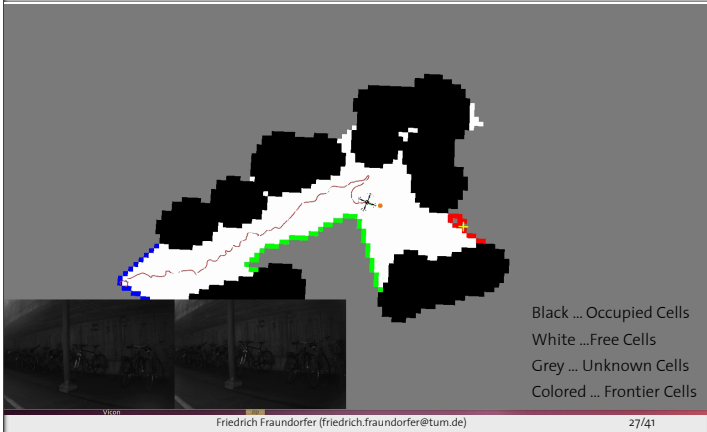 Black ... Occupied Cells
White ...Free Cells
Grey ... Unknown Cells
Colored ... Frontier Cells
Vicon
Friedrich Fraundorfer (friedrich.fraundorfer@tum.de)
27/41